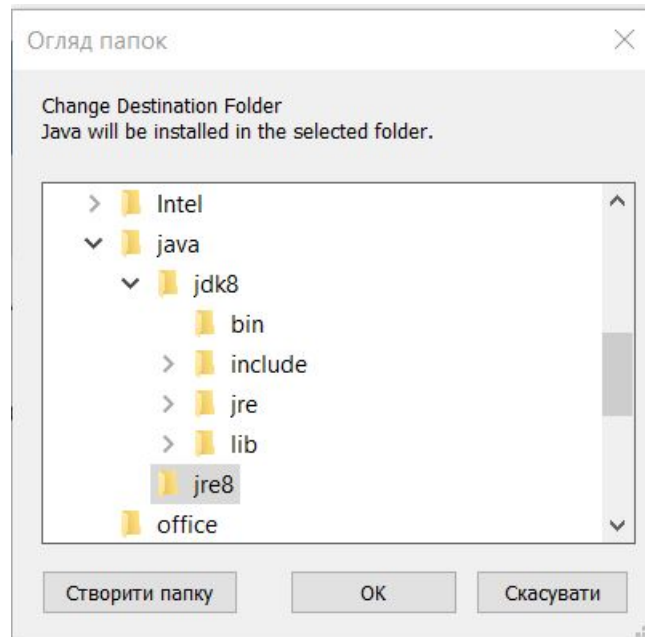 Огляд папок
Change Destination Folder
Java will be installed in the selected folder.
Intel
java
jdk8
bin
include
jre
lib
jre8
office
Створити папку
ОК
Скасувати